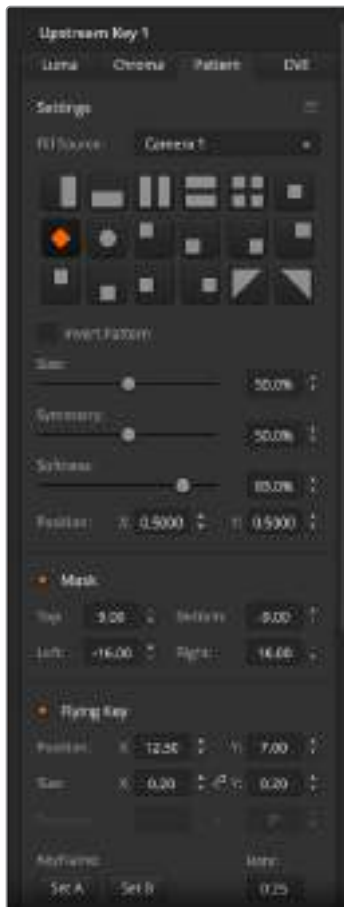 Upstream Key 1
Luma Chroma Pattern DVE
Settings
Fill Source: Camera 1
Invert Pattern
Size:
50.0%
Symmetry:
50.0%
Softness:
Position: X: 0.5000 Y: 0.5000
Mask
Top: 9.00 Bottom: -9.00
Left: -16.00 Right: 16.00
Flying Key
Position: X: 12.50 Y: 7.00
Size: X: 0.20 Y: 0.20
Keyframe: Rate:
Set A Set B 0:25